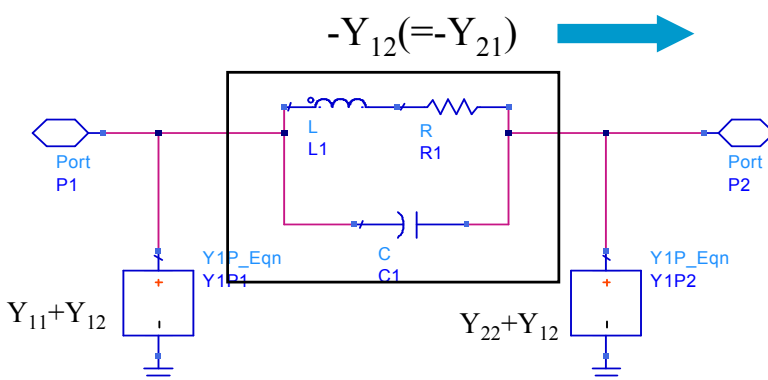 -Y₁₂(=-Y₂₁)
L
L1
R
R1
Port
P1
Port
P2
C
C1
Y1P_Eqn
Y1P1
Y1P_Eqn
Y1P2
+
+
Y₁₁+Y₁₂
Y₂₂+Y₁₂